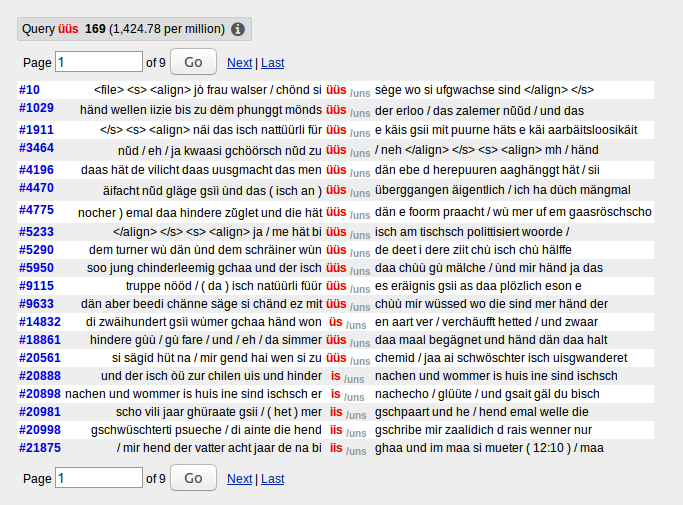 Query üüs 169 (1,424.78 per million)
Page 1 of 9 Go Next | Last
#10 <file> <s> <align> jò frau walser / chönd si üüs /uns sège wo si ufgwachse sind </align> </s>
#1029 händ wellen iizie bis zu dèm phunggt mönds üüs /uns der erloo / das zalemer nǜüd / und das
#1911 </s> <s> <align> näi das isch nattüürli für üüs /uns e käis gsii mit puurne häts e käi aarbäitsloosikäit
#3464 nǜd / eh / ja kwaasi gchöörsch nǜd zu üüs /uns / neh </align> </s> <s> <align> mh / händ
#4196 daas hät de vilicht daas uusgmacht das men üüs /uns dän ebe d herepuuren aaghänggt hät / sii
#4470 äifacht nǜd gläge gsii ùnd das ( isch an ) üüs /uns überggangen äigentlich / ich ha dùch mängmal
#4775 nocher ) emal daa hindere zǜglet und die hät üüs /uns dän e foorm praacht / wù mer uf em gaasröschscho
#5233 </align> </s> <s> <align> ja / me hät bi üüs /uns isch am tischsch polittisiert woorde /
#5290 dem turner wù dän ùnd dem schräiner wùn üüs /uns de deet i dere ziit chù isch chù hälffe
#5950 soo jung chinderleemig gchaa und der isch üüs /uns daa chùù gù mälche / ùnd mir händ ja das
#9115 truppe nööd / ( da ) isch natüürli füür üüs /uns es eräignis gsii as daa plözlich eson e
#9633 dän aber beedi chänne säge si chänd ez mit üüs /uns chùù mir wüssed wo die sind mer händ der
#14832 di zwäihundert gsii wùmer gchaa händ won üs /uns en aart ver / verchäufft hetted / und zwaar
#18861 hindere gùù / gù fare / und / eh / da simmer üüs /uns daa maal begägnet und händ dän daa halt
#20561 si sägid hüt na / mir gend hai wen si zu üüs /uns chemid / jaa ai schwöschter isch uisgwanderet
#20888 und der isch òü zur chilen uis und hinder is /uns nachen und wommer is huis ine sind ischsch
#20898 nachen und wommer is huis ine sind ischsch er is /uns nachecho / glüüte / und gsait gäl du bisch
#20981 scho vili jaar ghüraate gsii / ( het ) mer iis /uns gschpaart und he / hend emal welle die
#20998 gschwüschterti psueche / di ainte die hend iis /uns gschribe mir zaalidich d rais wenner nur
#21875 / mir hend der vatter acht jaar de na bi iis /uns ghaa und im maa si mueter ( 12:10 ) / maa
Page 1 of 9 Go Next | Last